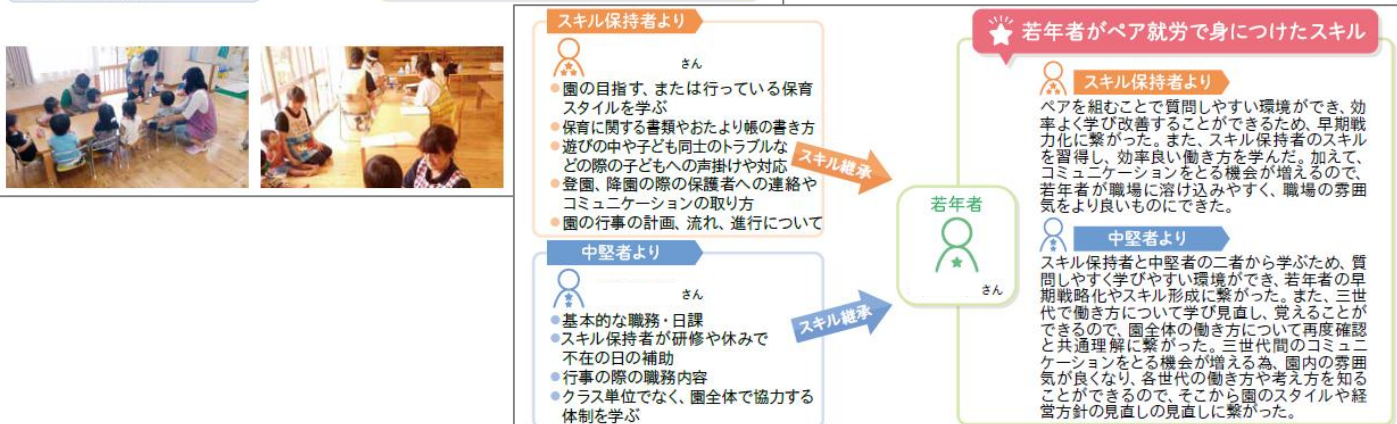 スキル保持者より
さん
●園の目指す、または行っている保育
スタイルを学ぶ
●保育に関する書類やおたより帳の書き方
●遊びの中や子ども同士のトラブルな
どの際の子どもへの声掛けや対応
●登園、降園の際の保護者への連絡や
コミュニケーションの取り方
●園の行事の計画、流れ、進行について
スキル継承
中堅者より
さん
●基本的な職務・日課
●スキル保持者が研修や休みで
不在の日の補助
●行事の際の職務内容
●クラス単位でなく、園全体で協力する
体制を学ぶ
スキル継承
若年者
さん
若年者がペア就労で身につけたスキル
スキル保持者より
ペアを組むことで質問しやすい環境ができ、効
率よく学び改善することができるため、早期戦
力化に繋がった。また、スキル保持者のスキル
を習得し、効率良い働き方を学んだ。加えて、
コミュニケーションをとる機会が増えるので、
若年者が職場に溶け込みやすく、職場の雰囲
気をより良いものにできた。
中堅者より
スキル保持者と中堅者の二者から学ぶため、質
問しやすく学びやすい環境ができ、若年者の早
期戦略化やスキル形成に繋がった。また、三世
代で働き方について学び見直し、覚えることが
できるので、園全体の働き方について再度確認
と共通理解に繋がった。三世代間のコミュニ
ケーションをとる機会が増える為、園内の雰囲
気が良くなり、各世代の働き方や考え方を知る
ことができるので、そこから園のスタイルや経
営方針の見直しの見直しに繋がった。